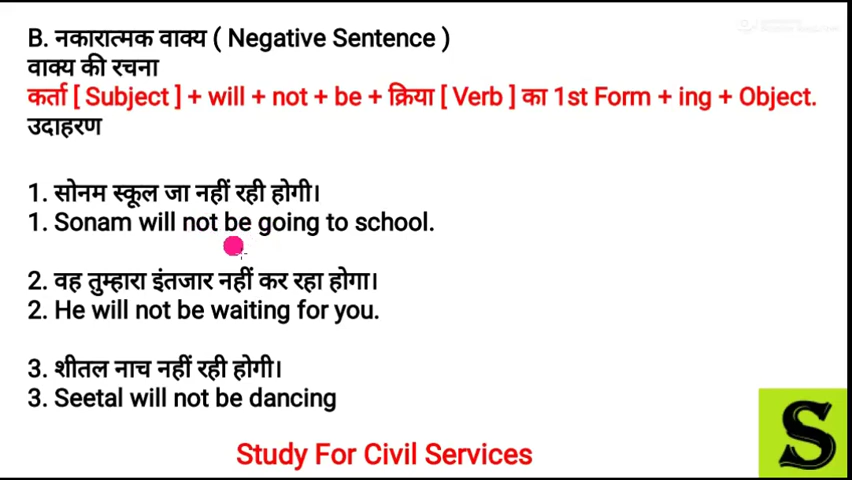 B. नकारात्मक वाक्य ( Negative Sentence )
वाक्य की रचना
कर्ता [ Subject ] + will + not + be + क्रिया [ Verb ] का 1st Form + ing + Object.
उदाहरण
1. सोनम स्कूल जा नहीं रही होगी।
1. Sonam will not be going to school.
2. वह तुम्हारा इंतजार नहीं कर रहा होगा।
2. He will not be waiting for you.
3. शीतल नाच नहीं रही होगी।
3. Seetal will not be dancing
S
Study For Civil Services